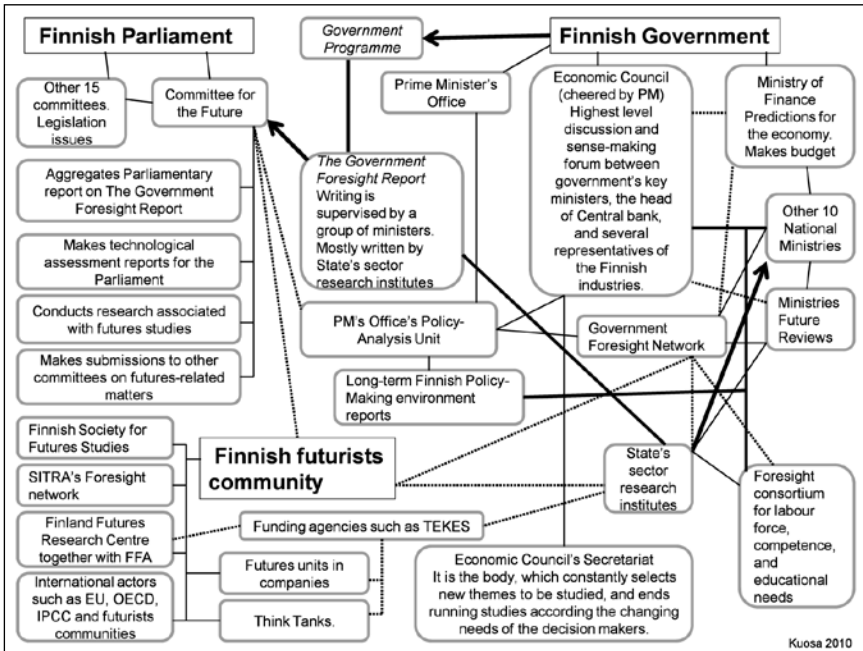 Finnish Parliament
Government
Programme
Finnish Government
Other 15
committees.
Legislation
issues
Committee for
the Future
Prime Minister's
Office
Economic Council
(cheered by PM)
Highest level
discussion and
sense-making
forum between
government's key
ministers, the head
of Central bank,
and several
representatives of
the Finnish
industries.
Ministry of
Finance
Predictions for
the economy.
Makes budget
The Government
Foresight Report
Writing is
supervised by a
group of ministers.
Mostly written by
State's sector
research institutes
Aggregates Parliamentary
report on The Government
Foresight Report
Makes technological
assessment reports for the
Parliament
Conducts research associated
with futures studies
Makes submissions to other
committees on futures-related
matters
Other 10
National
Ministries
Ministries
Future
Reviews
PM's Office's Policy-
Analysis Unit
Government
Foresight Network
Long-term Finnish Policy-
Making environment
reports
Finnish Society for
Futures Studies
SITRA's Foresight
network
Finland Futures
Research Centre
together with FFA
International actors
such as EU, OECD,
IPCC and futurists
communities
Finnish futurists
community
State's
sector
research
institutes
Foresight
consortium
for labour
force,
competence,
and
educational
needs
Funding agencies such as TEKES
Futures units in
companies
Think Tanks.
Economic Council's Secretariat
It is the body, which constantly selects
new themes to be studied, and ends
running studies according the changing
needs of the decision makers.
Kuosa 2010